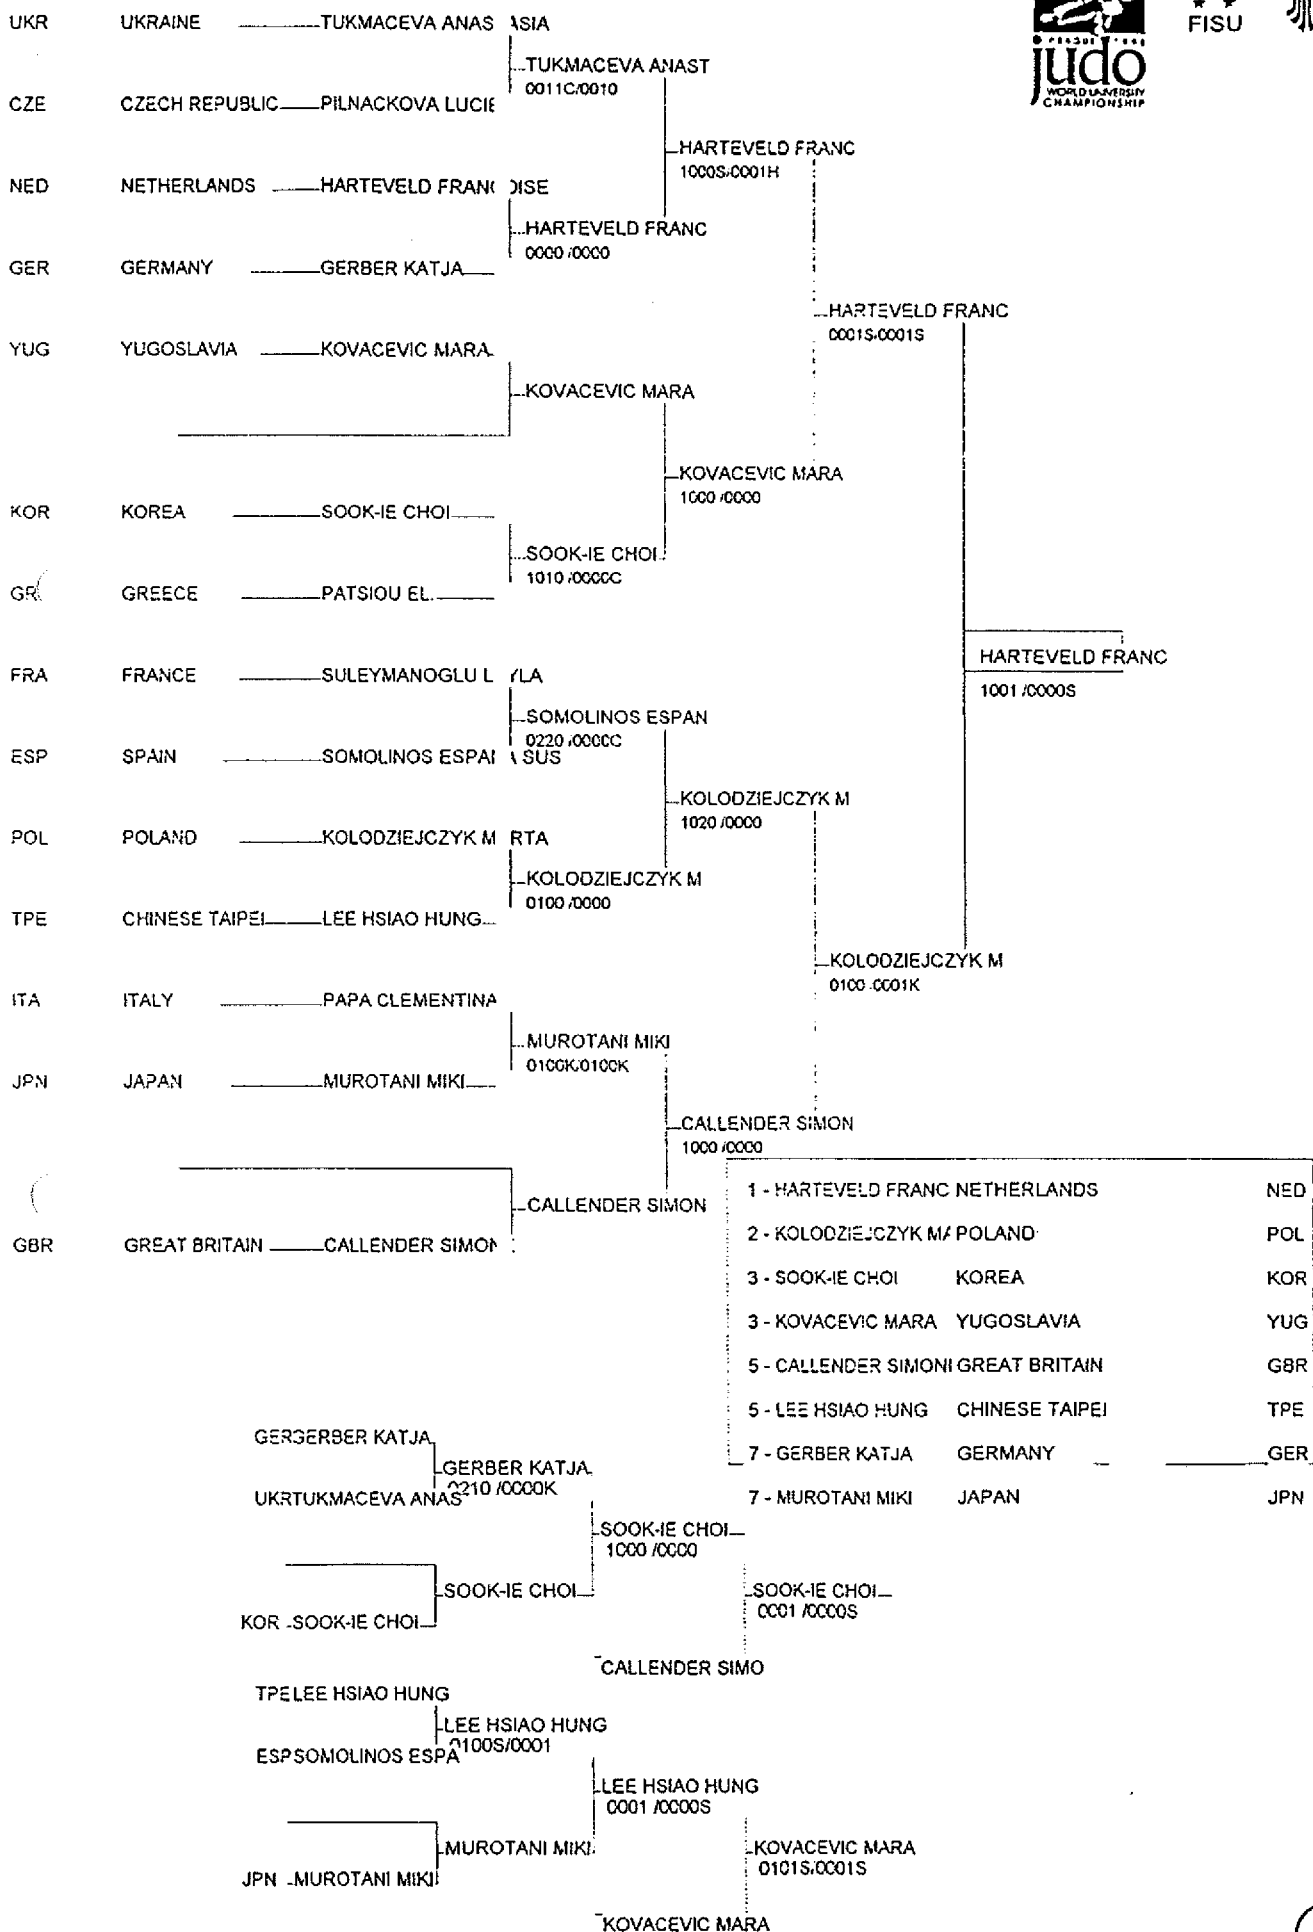 UKR UKRAINE TUKMACEVA ANAS ASIA
FISU
TUKMACEVA ANAST
0011C/0010
judo
WORLD UNIVERSITY
CHAMPIONSHIP
CZE CZECH REPUBLIC PILNACKOVA LUCIE
HARTEVELD FRANC
1000S/0001H
NED NETHERLANDS HARTEVELD FRAN OISE
HARTEVELD FRANC
0000 /0000
GER GERMANY GERBER KATJA
HARTEVELD FRANC
0001S/0001S
YUG YUGOSLAVIA KOVACEVIC MARA
KOVACEVIC MARA
KOVACEVIC MARA
1000 /0000
KOR KOREA SOOK-IE CHOI
SOOK-IE CHOI
1010 /0000C
GR GREECE PATSIOU EL.
HARTEVELD FRANC
1001 /0000S
FRA FRANCE SULEYMANOGLU L YLA
SOMOLINOS ESPAN
0220 /0000C
ESP SPAIN SOMOLINOS ESPA A SUS
KOLODZIEJCZYK M
1020 /0000
POL POLAND KOLODZIEJCZYK M RTA
KOLODZIEJCZYK M
0100 /0000
TPE CHINESE TAIPEI LEE HSIAO HUNG
KOLODZIEJCZYK M
0100 /0001K
ITA ITALY PAPA CLEMENTINA
MUROTANI MIKI
0100K/0100K
JPN JAPAN MUROTANI MIKI
CALLENDER SIMON
1000 /0000
CALLENDER SIMON
GBR GREAT BRITAIN CALLENDER SIMON
1 - HARTEVELD FRANC NETHERLANDS NED
2 - KOLODZIEJCZYK MA POLAND POL
3 - SOOK-IE CHOI KOREA KOR
3 - KOVACEVIC MARA YUGOSLAVIA YUG
5 - CALLENDER SIMONI GREAT BRITAIN GBR
5 - LEE HSIAO HUNG CHINESE TAIPEI TPE
7 - GERBER KATJA GERMANY GER
7 - MUROTANI MIKI JAPAN JPN
GERGERBER KATJA
GERBER KATJA
0210 /0000K
UKRTUKMACEVA ANAS
SOOK-IE CHOI
1000 /0000
SOOK-IE CHOI
SOOK-IE CHOI
0001 /0000S
KOR SOOK-IE CHOI
CALLENDER SIMO
TPELEE HSIAO HUNG
LEE HSIAO HUNG
0100S/0001
ESPSOMOLINOS ESPA
LEE HSIAO HUNG
0001 /0000S
MUROTANI MIKI
KOVACEVIC MARA
0101S/0001S
JPN MUROTANI MIKI
KOVACEVIC MARA